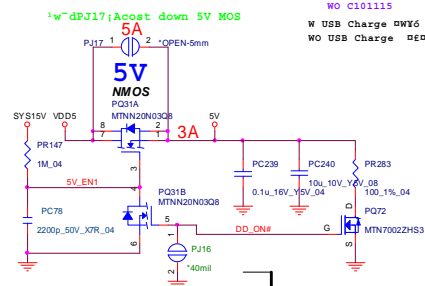 WO C101115
¹w¯dPJ17¡Acost down 5V MOS
W USB Charge
WO USB Charge
5A
PJ17 1 2 *OPEN-5mm
5V
NMOS
PQ31A
MTNN20N03Q8
SYS15V VDD5
8 2
7 1
3A
5V
PR147
1M_04
3
PC239
0.1u_16V_Y5V_04
PC240
10u_10V_Y5V_08
PR283
100_1%_04
5V_EN1
4
PQ31B
MTNN20N03Q8
PC78
2200p_50V_X7R_04
5
DD_ON#
6
1
PJ16
*40mil
2
D
G
S
PQ72
MTN7002ZHS3